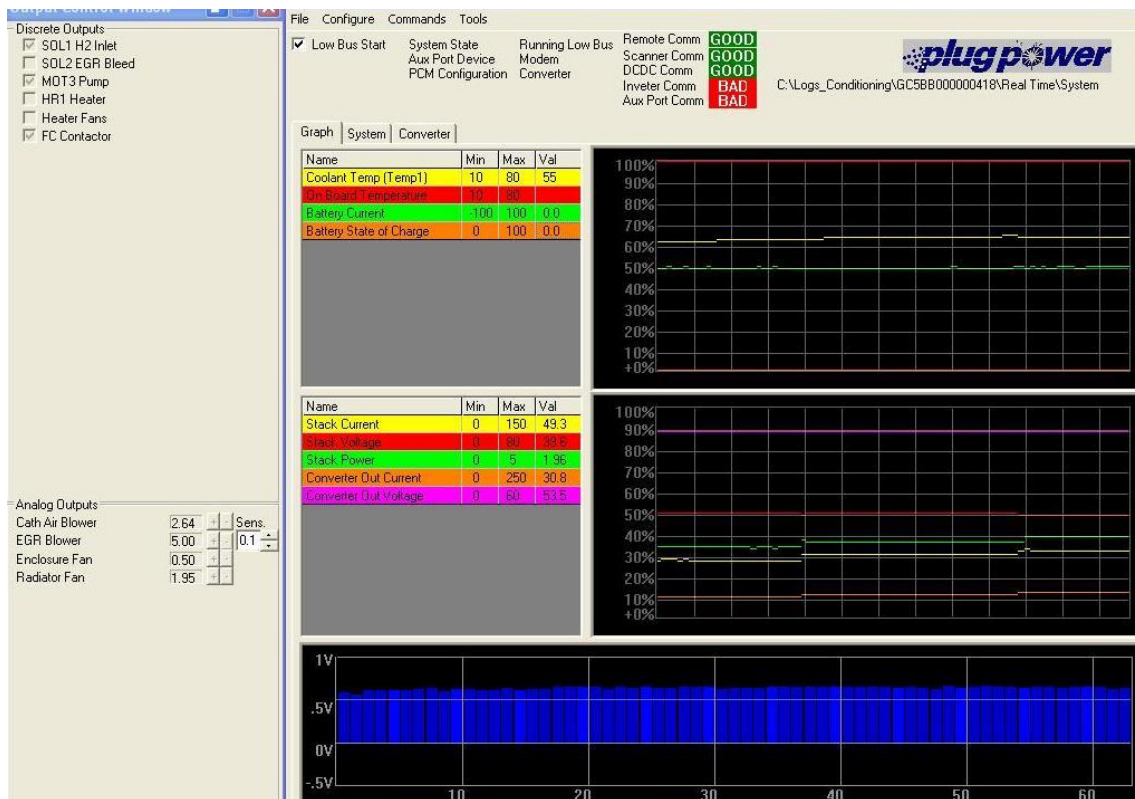 Output Control Window
Discrete Outputs
SOL1 H2 Inlet
SOL2 EGR Bleed
MOT3 Pump
HR1 Heater
Heater Fans
FC Contactor
Analog Outputs
Cath Air Blower 2.64 + - Sens.
EGR Blower 5.00 + - 0.1
Enclosure Fan 0.50 + -
Radiator Fan 1.95 + -
File Configure Commands Tools
Low Bus Start
System State Running Low Bus
Aux Port Device Modem
PCM Configuration Converter
Remote Comm GOOD
Scanner Comm GOOD
DCDC Comm GOOD
Inveter Comm BAD
Aux Port Comm BAD
plug power
C:\Logs_Conditioning\GC5BB000000418\Real Time\System
Graph System Converter
Name Min Max Val
Coolant Temp (Temp1) 10 80 55
On Board Temperature 10 80
Battery Current -100 100 0.0
Battery State of Charge 0 100 0.0
100%
90%
80%
70%
60%
50%
40%
30%
20%
10%
+0%
Name Min Max Val
Stack Current 0 150 49.3
Stack Voltage 0 80 39.6
Stack Power 0 5 1.96
Converter Out Current 0 250 30.8
Converter Out Voltage 0 60 53.5
100%
90%
80%
70%
60%
50%
40%
30%
20%
10%
+0%
1V
.5V
0V
-.5V
10 20 30 40 50 60